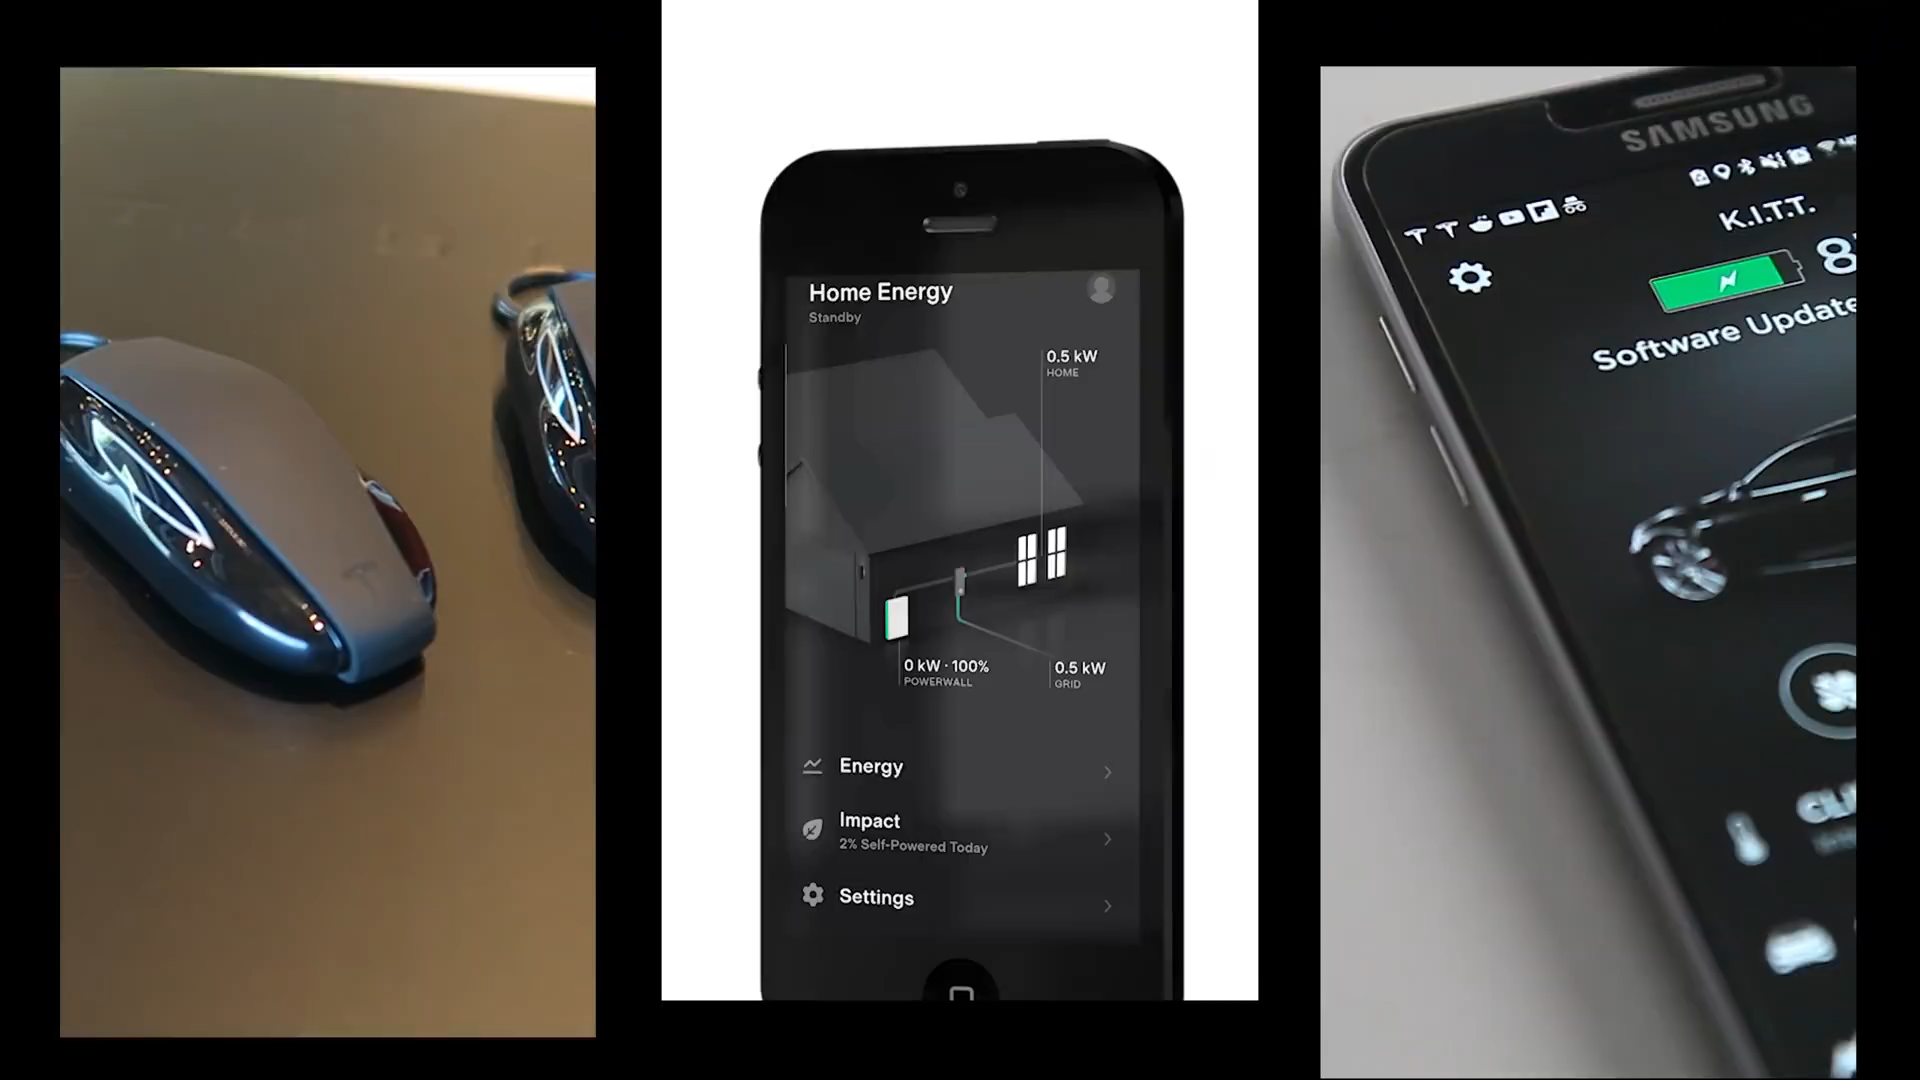 Home Energy
Standby
0.5 kW
HOME
0 kW · 100%
POWERWALL
0.5 kW
GRID
Energy
Impact
2% Self-Powered Today
Settings
SAMSUNG
K.I.T.T.
8
Software Update